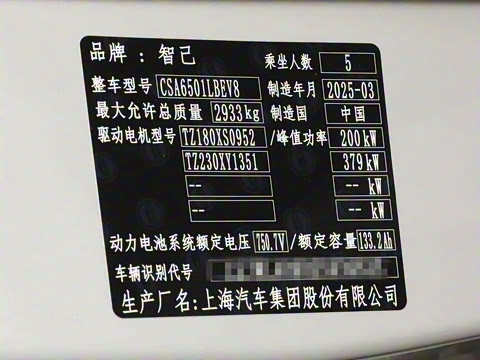 品牌：智己 乘坐人数 5
整车型号 CSA6501LBEV8 制造年月 2025-03
最大允许总质量 2933kg 制造国 中国
驱动电机型号 TZ180XS0952 /峰值功率 200kW
TZ230XY1351 379kW
-- --kW
-- --kW
动力电池系统额定电压 750.7V /额定容量 133.2Ah
车辆识别代号
生产厂名:上海汽车集团股份有限公司